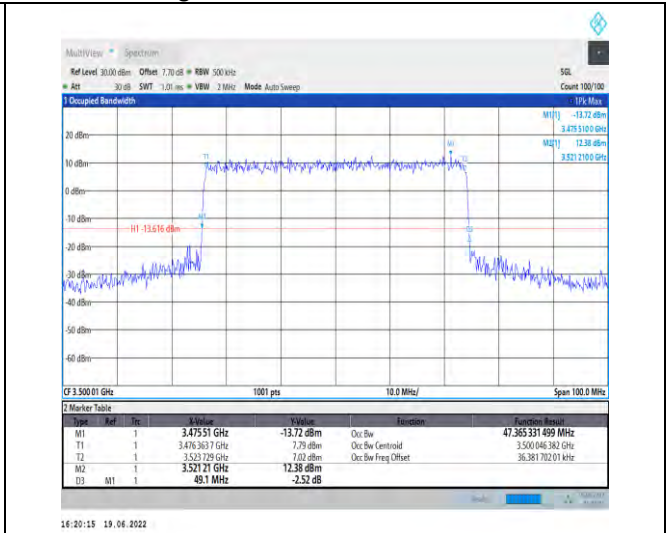 MultiView Spectrum
Ref Level 30.00 dBm Offset 7.70 dB RBW 500 kHz SGL
Att 30 dB SWT 1.01 ms VBW 2 MHz Mode Auto Sweep Count 100/100
1 Occupied Bandwidth 1Pk Max
M1[1] -13.72 dBm
3.475 5100 GHz
M2[1] 12.38 dBm
3.521 2100 GHz
20 dBm
10 dBm
0 dBm
-10 dBm
H1 -13.616 dBm
-30 dBm
-40 dBm
-50 dBm
-60 dBm
T1
T2
CF 3.500 01 GHz 1001 pts 10.0 MHz/ Span 100.0 MHz
2 Marker Table
Type Ref Trc X-Value Y-Value Function Function Result
M1 1 3.475 51 GHz -13.72 dBm Occ Bw 47.365 331 499 MHz
T1 1 3.476 363 7 GHz 7.79 dBm Occ Bw Centroid 3.500 046 382 GHz
T2 1 3.523 729 GHz 7.02 dBm Occ Bw Freq Offset 36.381 702 01 kHz
M2 1 3.521 21 GHz 12.38 dBm
D3 M1 1 49.1 MHz -2.52 dB
16:20:15 19.06.2022